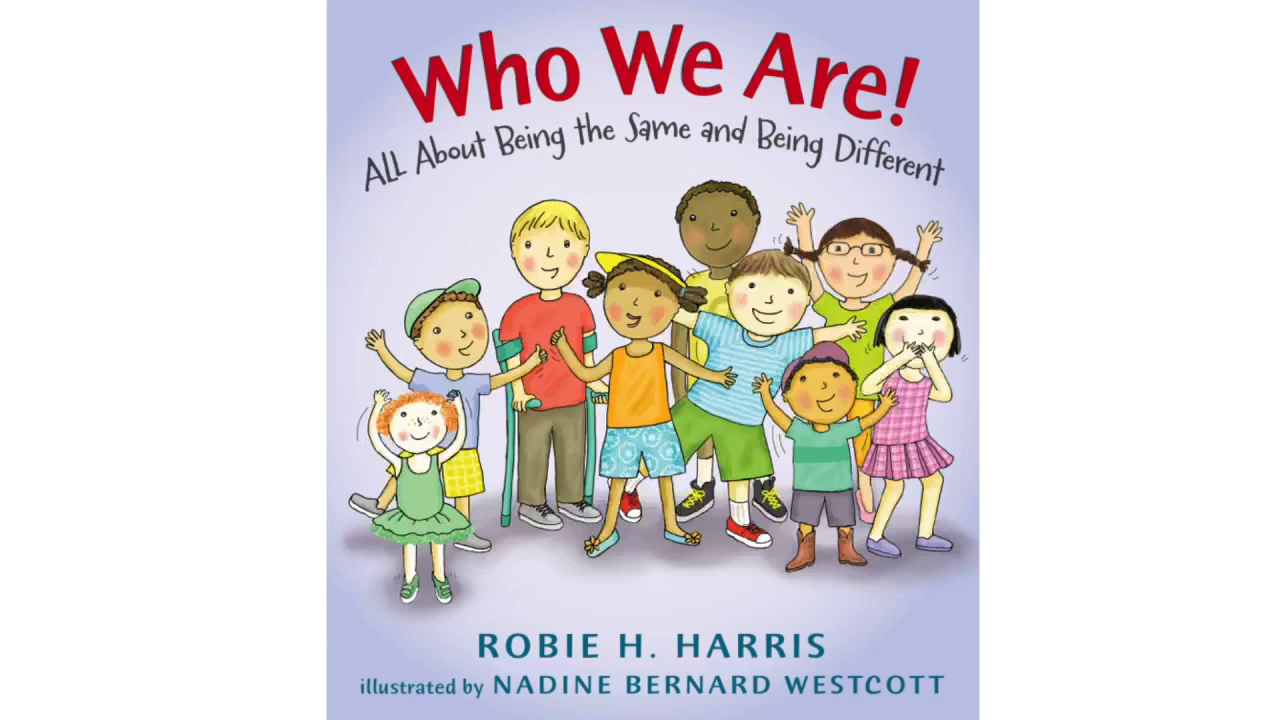 Who We Are!
ALL About Being the Same and Being Different
ROBIE H. HARRIS
illustrated by NADINE BERNARD WESTCOTT